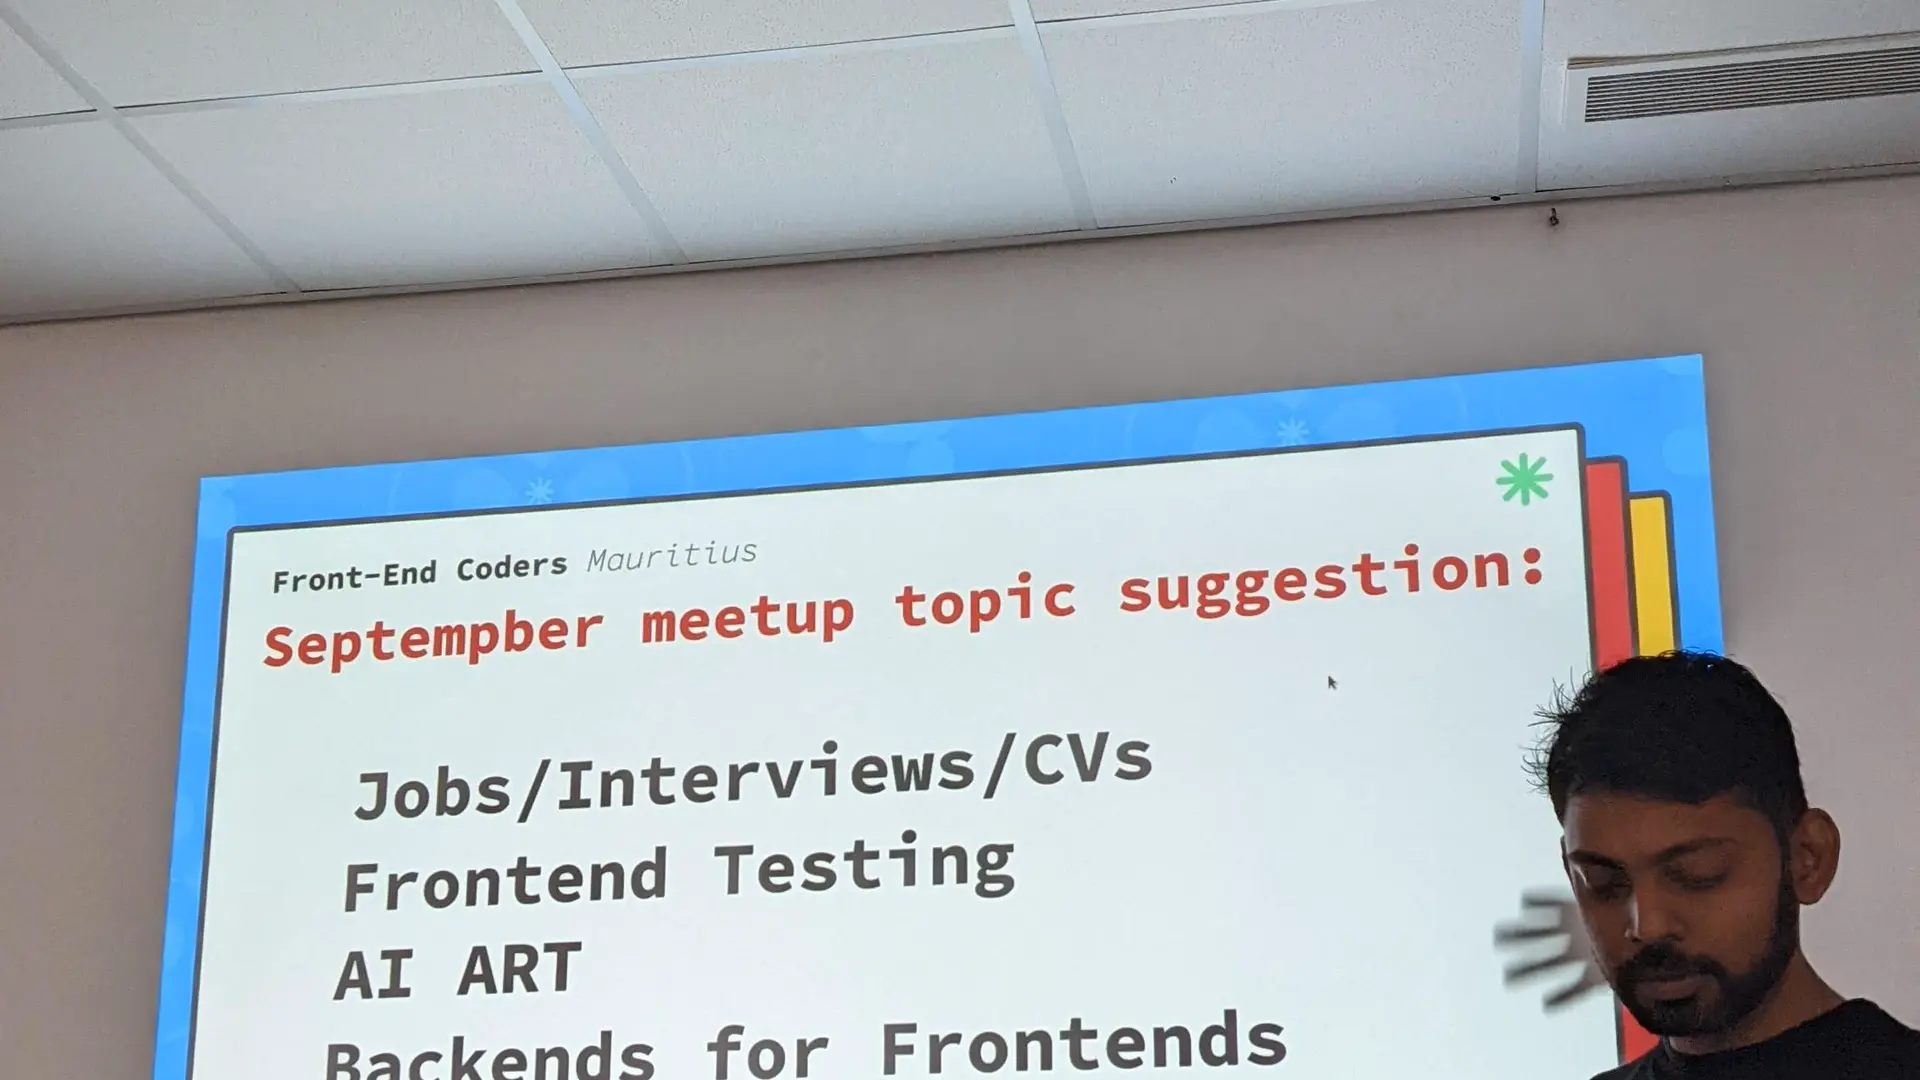 Front-End Coders Mauritius
Septempber meetup topic suggestion:
Jobs/Interviews/CVs
Frontend Testing
AI ART
Backends for Frontends